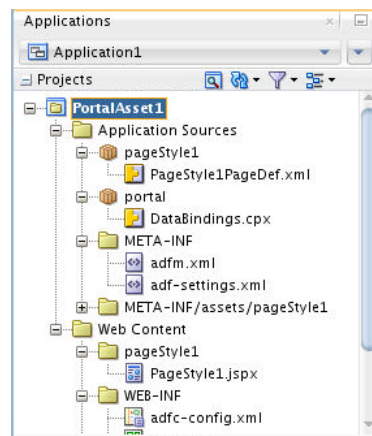 Applications
Application1
Projects
PortalAsset1
Application Sources
pageStyle1
PageStyle1PageDef.xml
portal
DataBindings.cpx
META-INF
adfm.xml
adf-settings.xml
META-INF/assets/pageStyle1
Web Content
pageStyle1
PageStyle1.jspx
WEB-INF
adfc-config.xml